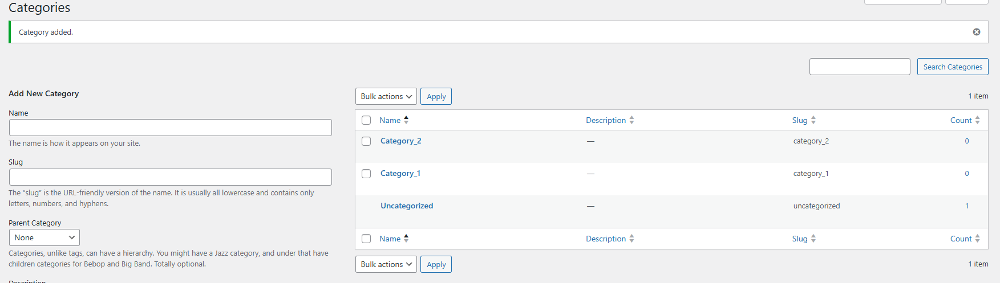 Categories
Category added.
Search Categories
Add New Category
Bulk actions Apply 1 item
Name
The name is how it appears on your site.
Slug
The “slug” is the URL-friendly version of the name. It is usually all lowercase and contains only
letters, numbers, and hyphens.
Parent Category
None
Categories, unlike tags, can have a hierarchy. You might have a Jazz category, and under that have
children categories for Bebop and Big Band. Totally optional.
Description
Name Description Slug Count
Category_2 — category_2 0
Category_1 — category_1 0
Uncategorized — uncategorized 1
Name Description Slug Count
Bulk actions Apply 1 item